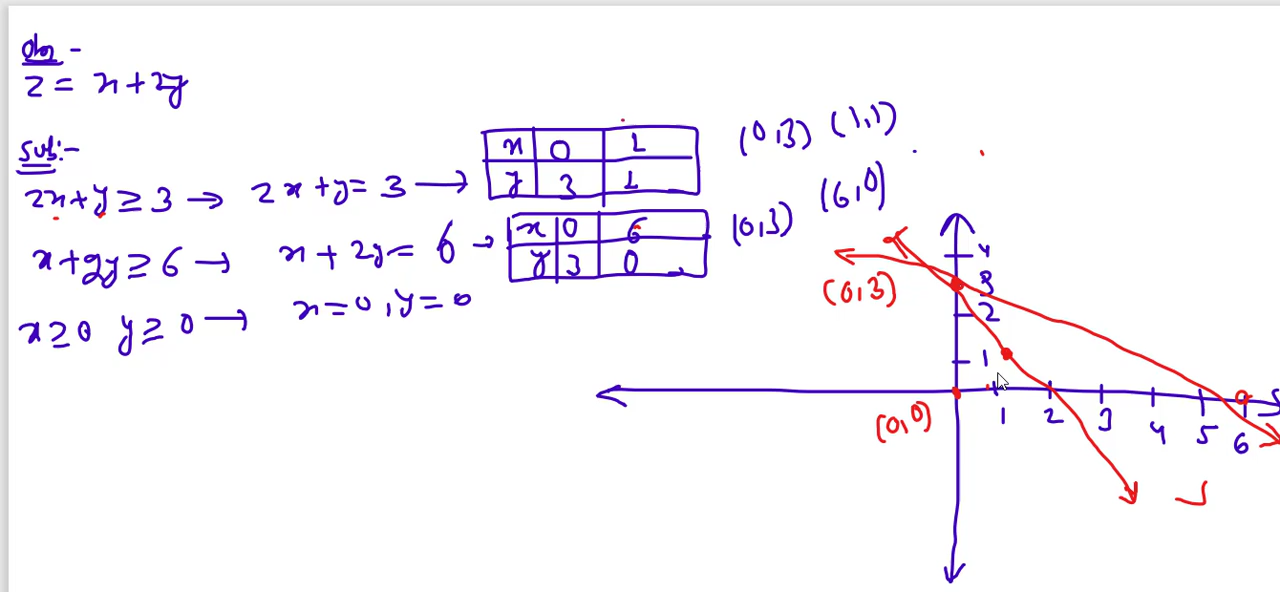 Obj -
Z = x + 2y
Sub:-
2x+y ≥ 3 → 2x+y = 3 →
x 0 1
y 3 1
(0,3) (1,1)
x+2y ≥ 6 → x + 2y = 6 →
x 0 6
y 3 0
(0,3) (6,0)
x ≥ 0 y ≥ 0 → x = 0, y = 0
4
(0,3) 3
2
1
(0,0) 1 2 3 4 5 6